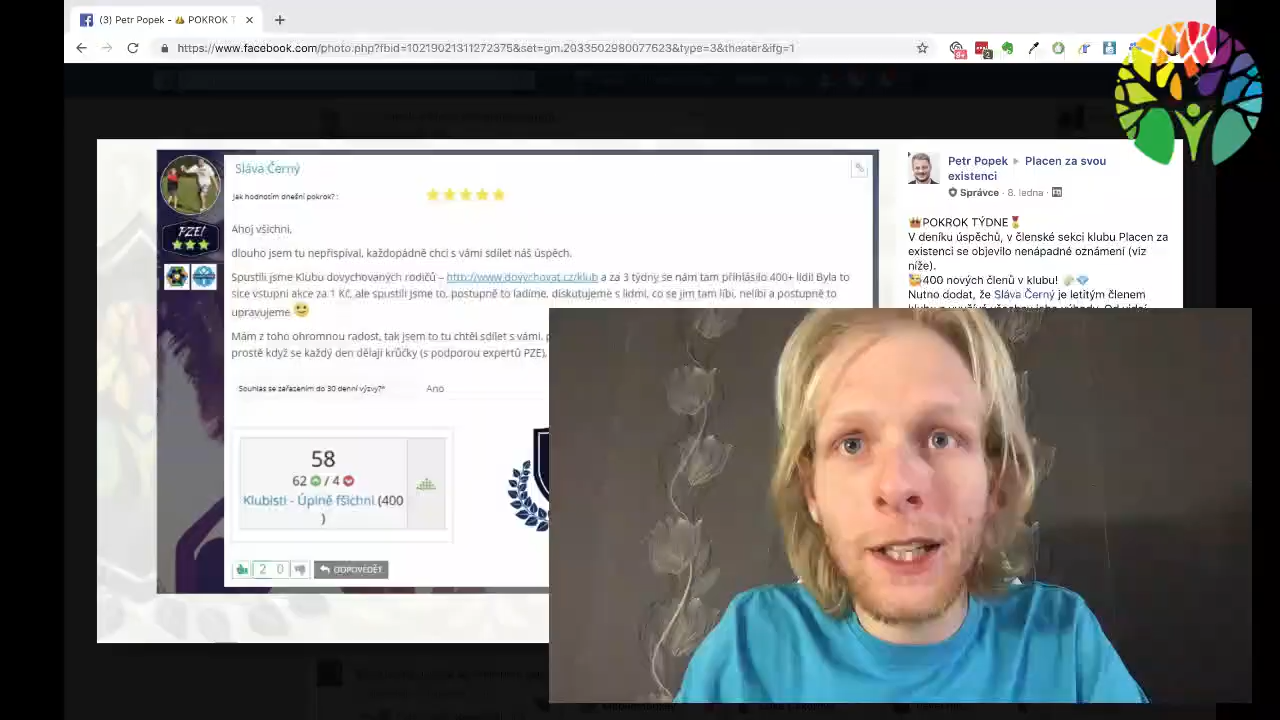 (3) Petr Popek - 👍 POKROK T
https://www.facebook.com/photo.php?fbid=10219521311272075&set=gm.2033502980077623&type=3&theater&ifg=1
Sláva Černý
Jak hodnotím dnešní pokrok? :
PZE!
Ahoj všichni,
dlouho jsem tu nepřispíval, každopádně chci s vámi sdílet náš úspěch.
Spustili jsme Klubu dovychovaných rodičů – http://www.dovychovat.cz/klub a za 3 týdny se nám tam přihlásilo 400+ lidí! Byla to
sice vstupní akce za 1 Kč, ale spustili jsme to, postupně to ladíme, diskutujeme s lidmi, co se jim tam líbí, nelíbí a postupně to
upravujeme 😉
Mám z toho ohromnou radost, tak jsem to tu chtěl sdílet s vámi.
prostě když se každý den dělají krůčky (s podporou expertů PZE),
Souhlas se zařazením do 30 denní výzvy?* Ano
58
62 / 4
Klubisti - Úplně fšichni (400
)
2 0 ODPOVĚDĚT
Petr Popek ▸ Placen za svou
existenci
Správce · 8. ledna ·
👑POKROK TÝDNE🏅
V deníku úspěchů, v členské sekci klubu Placen za
existenci se objevilo nenápadné oznámení (viz
níže).
🥰400 nových členů v klubu! 🎉💎
Nutno dodat, že Sláva Černý je letitým členem